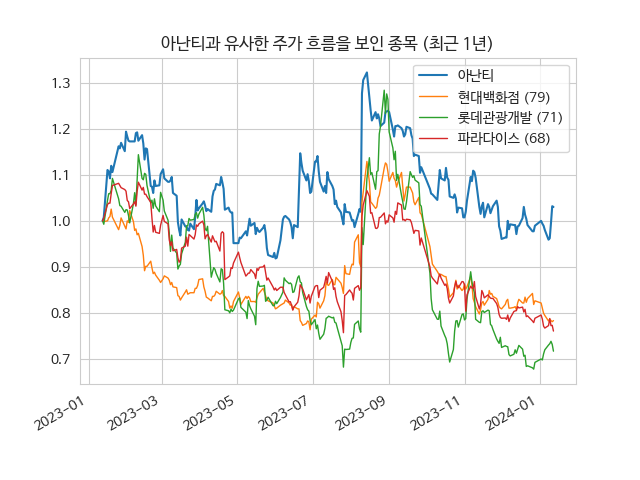 아난티과 유사한 주가 흐름을 보인 종목 (최근 1년)
아난티
현대백화점 (79)
롯데관광개발 (71)
파라다이스 (68)
1.3
1.2
1.1
1.0
0.9
0.8
0.7
2023-01
2023-03
2023-05
2023-07
2023-09
2023-11
2024-01